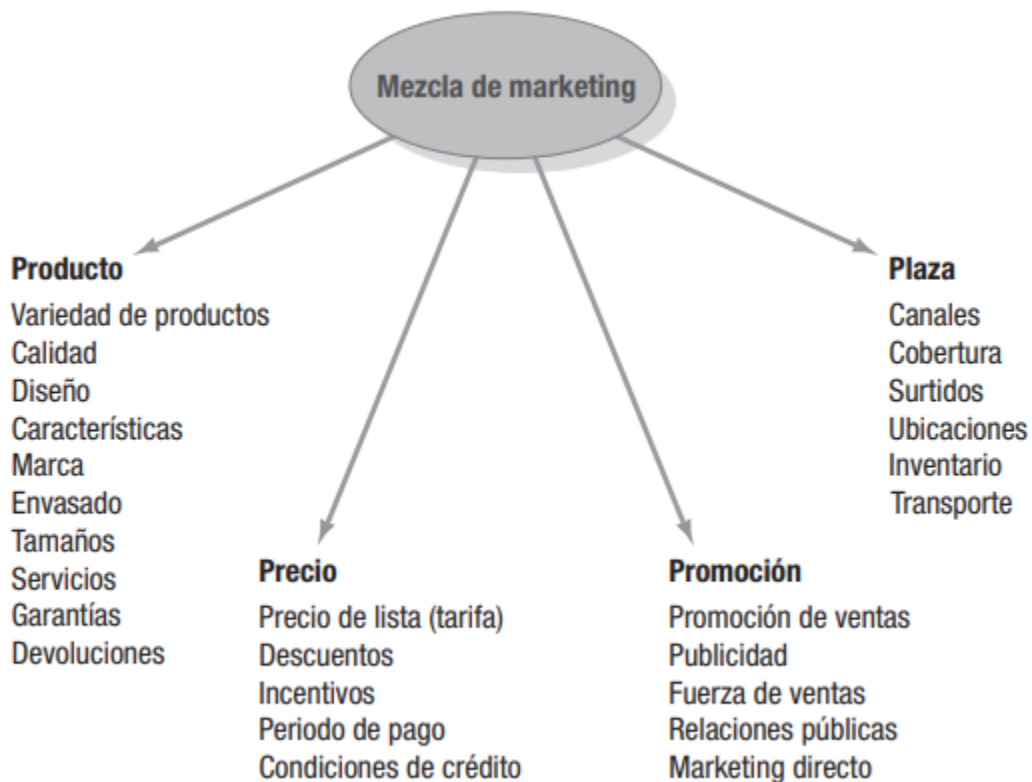 Mezcla de marketing
Producto
Variedad de productos
Calidad
Diseño
Características
Marca
Envasado
Tamaños
Servicios
Garantías
Devoluciones
Precio
Precio de lista (tarifa)
Descuentos
Incentivos
Periodo de pago
Condiciones de crédito
Promoción
Promoción de ventas
Publicidad
Fuerza de ventas
Relaciones públicas
Marketing directo
Plaza
Canales
Cobertura
Surtidos
Ubicaciones
Inventario
Transporte